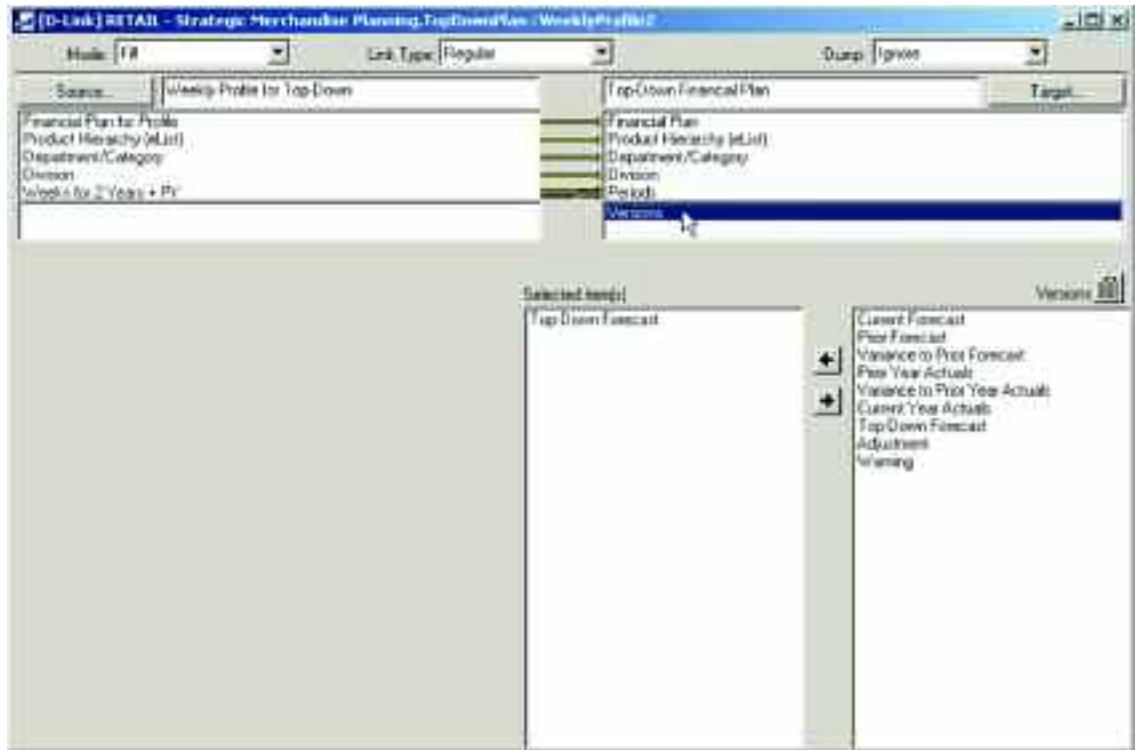 [D-Link] RETAIL - Strategic Merchandise Planning.TopDownPlan : WeeklyProfile2
Mode: Fill Link Type: Regular Dump: Ignore
Source... Weekly Profile for Top-Down Top-Down Financial Plan Target...
Financial Plan for Profile Financial Plan
Product Hierarchy (eList) Product Hierarchy (eList)
Department/Category Department/Category
Division Division
Weeks for 2 Years + PY Periods
Versions
Selected item(s) Versions
Top Down Forecast Current Forecast
Prior Forecast
Variance to Prior Forecast
Prior Year Actuals
Variance to Prior Year Actuals
Current Year Actuals
Top Down Forecast
Adjustment
Warning